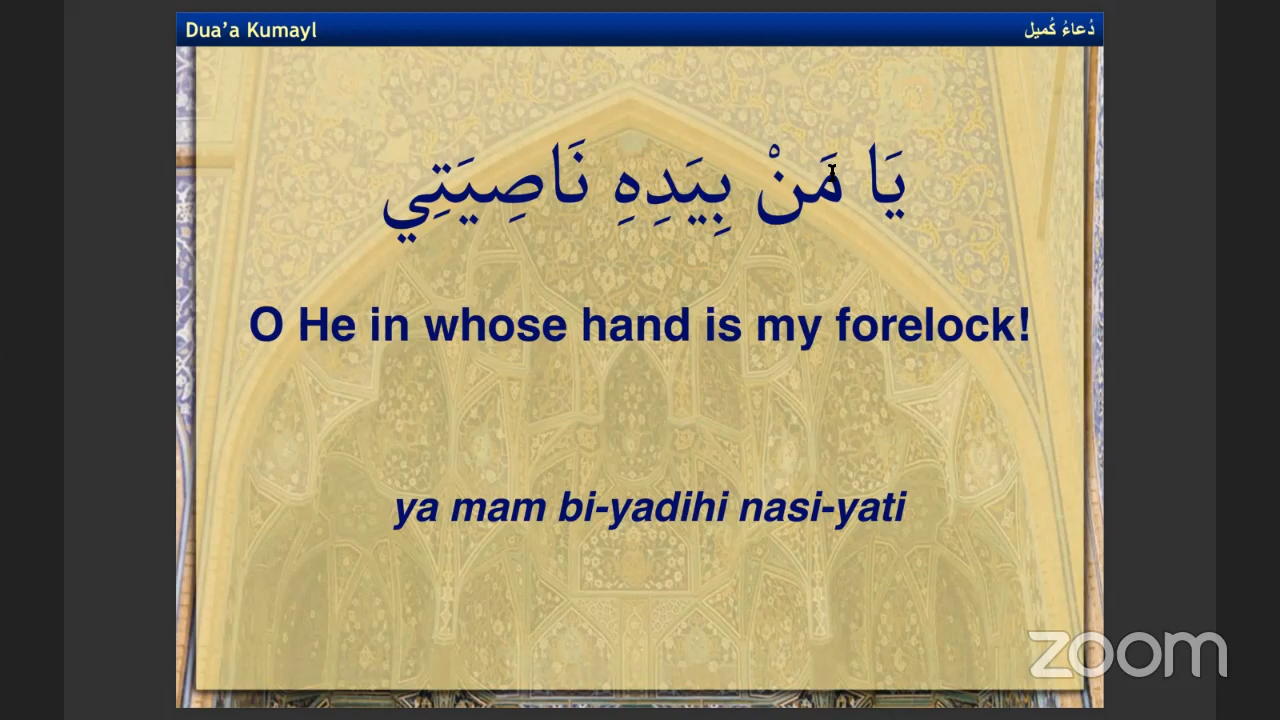 Dua’a Kumayl دُعاءُ كُميل
يَا مَنْ بِيَدِهِ نَاصِيَتِي
O He in whose hand is my forelock!
ya mam bi-yadihi nasi-yati
zoom